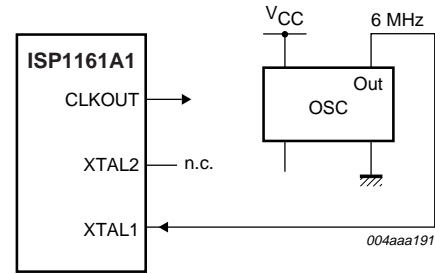 VCC
6 MHz
ISP1161A1
Out
CLKOUT
OSC
XTAL2
n.c.
XTAL1
004aaa191